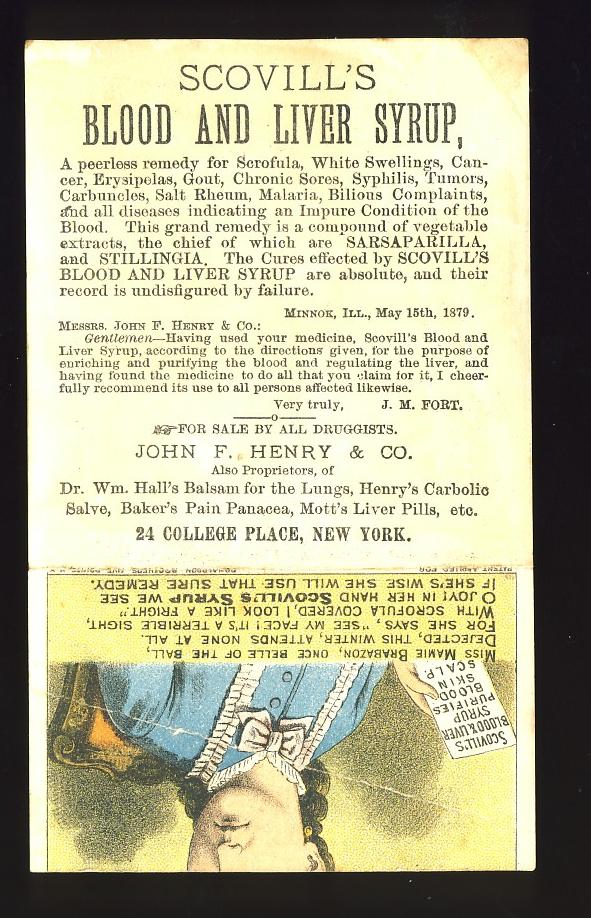 SCOVILL'S
BLOOD AND LIVER SYRUP,
A peerless remedy for Scrofula, White Swellings, Can-
cer, Erysipelas, Gout, Chronic Sores, Syphilis, Tumors,
Carbuncles, Salt Rheum, Malaria, Bilious Complaints,
and all diseases indicating an Impure Condition of the
Blood. This grand remedy is a compound of vegetable
extracts, the chief of which are SARSAPARILLA,
and STILLINGIA. The Cures effected by SCOVILL'S
BLOOD AND LIVER SYRUP are absolute, and their
record is undisfigured by failure.
MINNOK, ILL., May 15th, 1879.
MESSRS. JOHN F. HENRY & CO.:
Gentlemen—Having used your medicine, Scovill's Blood and
Liver Syrup, according to the directions given, for the purpose of
enriching and purifying the blood and regulating the liver, and
having found the medicine to do all that you claim for it, I cheer-
fully recommend its use to all persons affected likewise.
Very truly, J. M. FORT.
☞FOR SALE BY ALL DRUGGISTS.
JOHN F. HENRY & CO.
Also Proprietors, of
Dr. Wm. Hall's Balsam for the Lungs, Henry's Carbolic
Salve, Baker's Pain Panacea, Mott's Liver Pills, etc.
24 COLLEGE PLACE, NEW YORK.
SCOVILL'S
BLOOD & LIVER
SYRUP
PURIFIES
BLOOD
SKIN
SCALP.
MISS MAMIE BRABAZON, ONCE BELLE OF THE BALL,
DEJECTED, THIS WINTER, ATTENDS NONE AT ALL.
FOR SHE SAYS, "SEE MY FACE! IT'S A TERRIBLE SIGHT,
WITH SCROFULA COVERED, I LOOK LIKE A FRIGHT."
O JOY! IN HER HAND SCOVILL'S SYRUP WE SEE
IF SHE'S WISE SHE WILL USE THAT SURE REMEDY.
PATENT APPLIED FOR DONALDSON BROTHERS